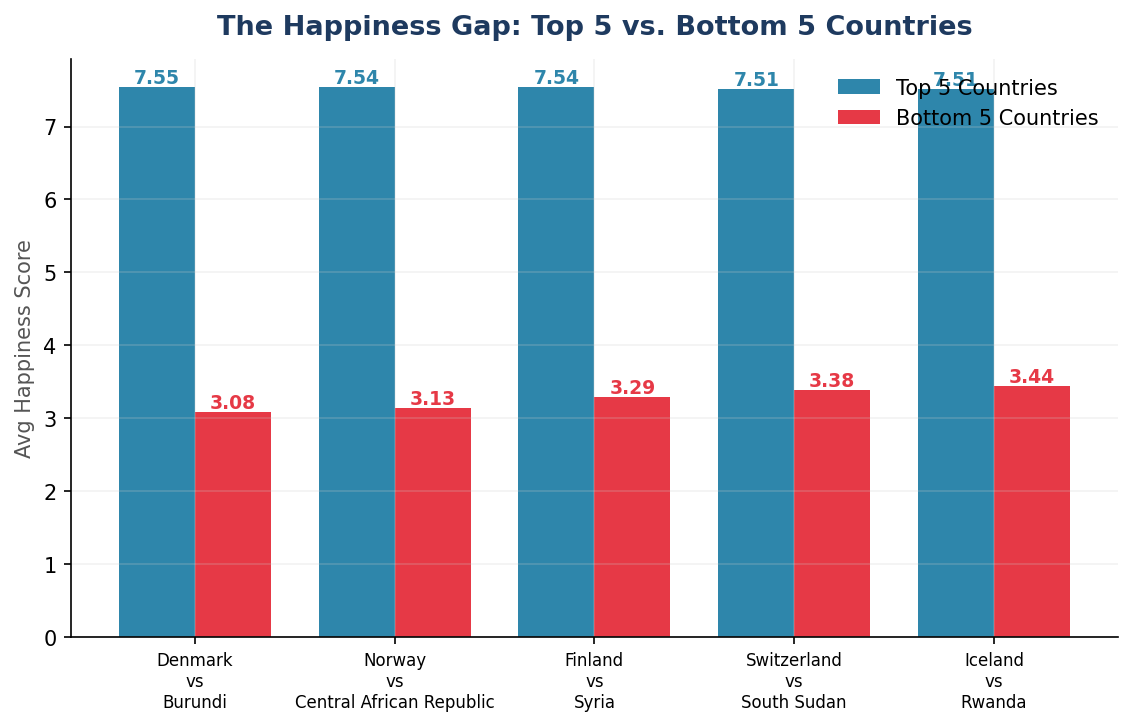 The Happiness Gap: Top 5 vs. Bottom 5 Countries
7.55
7.54
7.54
7.51
7.51
Top 5 Countries
Bottom 5 Countries
7
6
5
4
3
2
1
0
Avg Happiness Score
3.08
3.13
3.29
3.38
3.44
Denmark
vs
Burundi
Norway
vs
Central African Republic
Finland
vs
Syria
Switzerland
vs
South Sudan
Iceland
vs
Rwanda